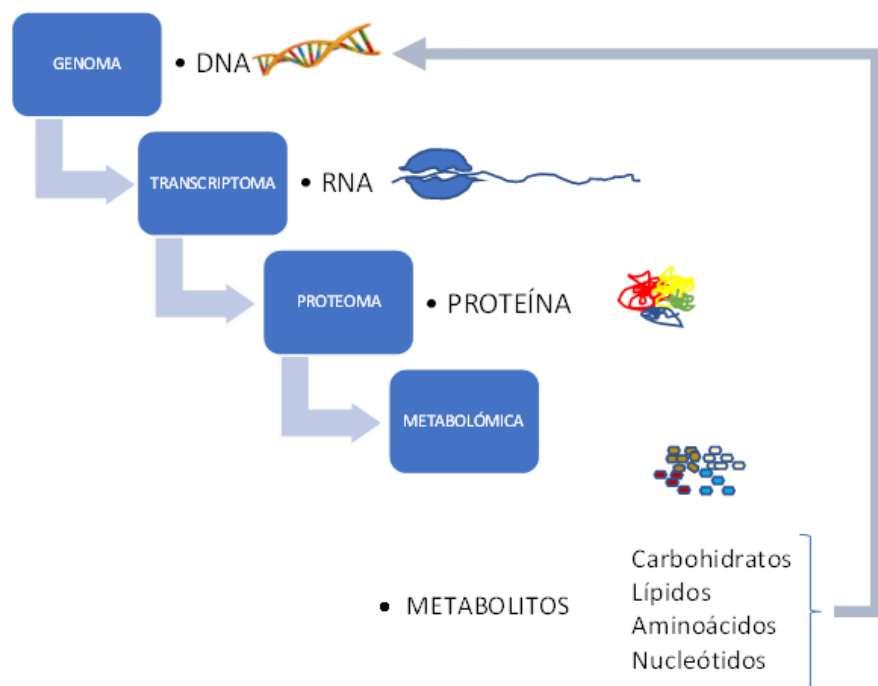 GENOMA
• DNA
TRANSCRIPTOMA
• RNA
PROTEOMA
• PROTEÍNA
METABOLÓMICA
• METABOLITOS
Carbohidratos
Lípidos
Aminoácidos
Nucleótidos